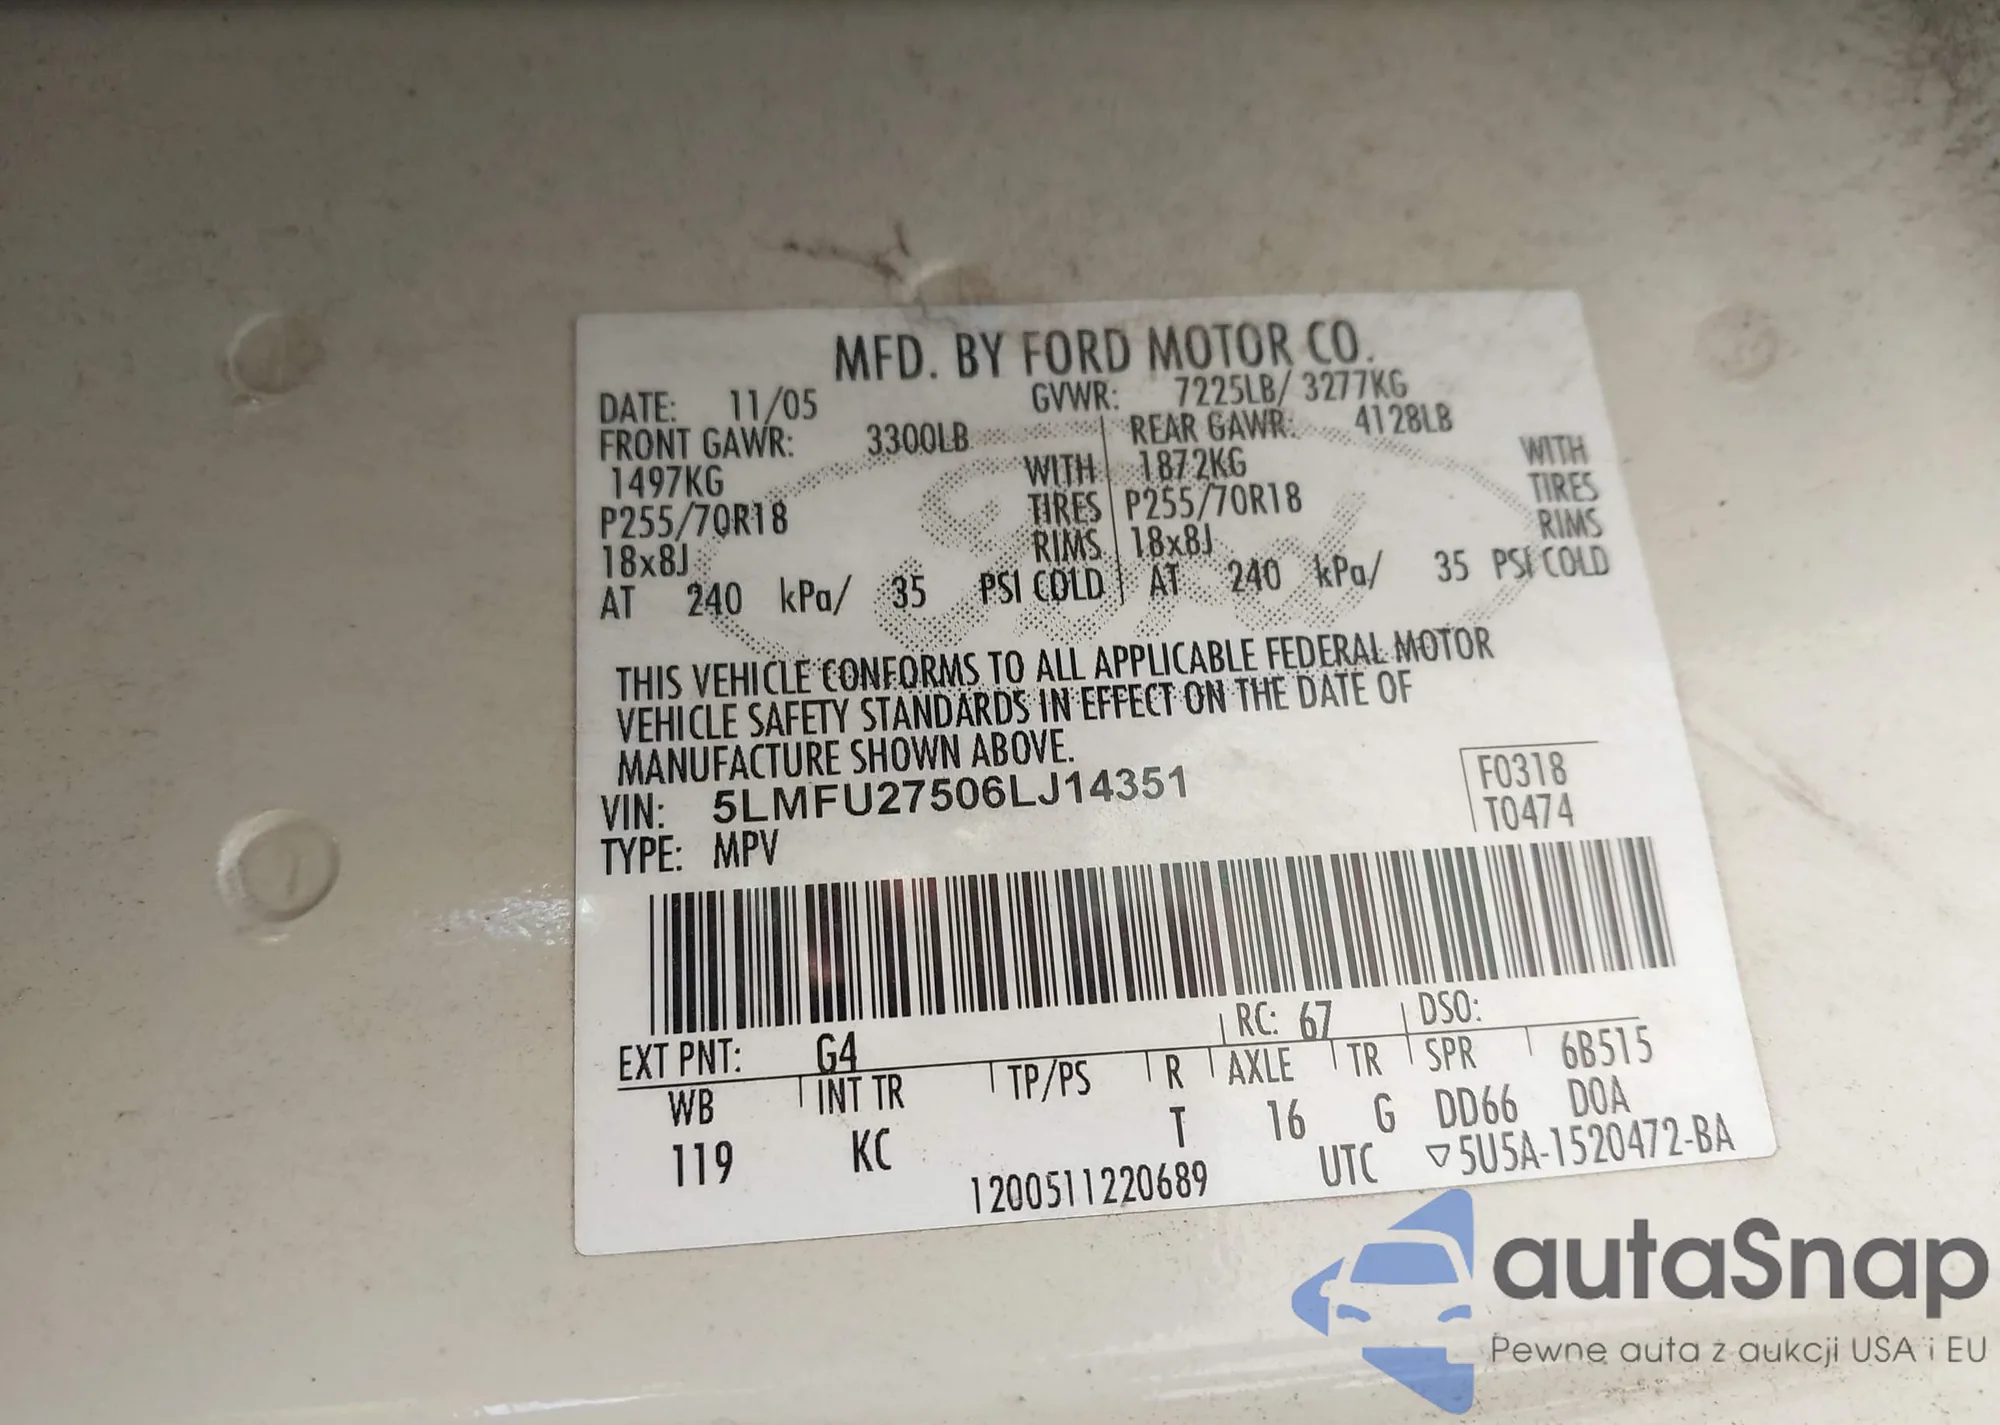 MFD. BY FORD MOTOR CO.
DATE: 11/05 GVWR: 7225LB/ 3277KG
FRONT GAWR: 3300LB REAR GAWR: 4128LB
1497KG WITH 1872KG WITH
P255/70R18 TIRES P255/70R18 TIRES
18x8J RIMS 18x8J RIMS
AT 240 kPa/ 35 PSI COLD AT 240 kPa/ 35 PSI COLD
THIS VEHICLE CONFORMS TO ALL APPLICABLE FEDERAL MOTOR
VEHICLE SAFETY STANDARDS IN EFFECT ON THE DATE OF
MANUFACTURE SHOWN ABOVE.
VIN: 5LMFU27506LJ14351 F0318
TYPE: MPV T0474
EXT PNT: G4 RC: 67 DSO:
WB INT TR TP/PS R AXLE TR SPR 6B515
119 KC T 16 G DD66 DOA
1200511220689 UTC ▽5U5A-1520472-BA
autaSnap
Pewne auta z aukcji USA i EU